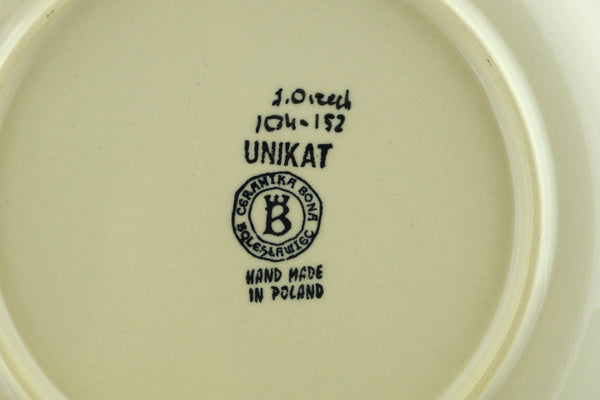 J. Orzech
104-152
UNIKAT
CERAMIKA BONA
B
BOLESŁAWIEC
HAND MADE
IN POLAND